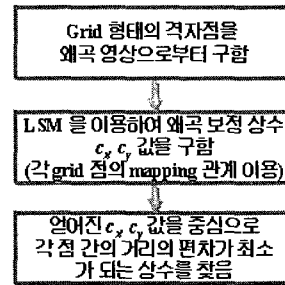 Grid 형태의 격자점을
왜곡 영상으로부터 구함
LSM 을 이용하여 왜곡 보정 상수
cₓ, cᵧ 값을 구함
(각 grid 점의 mapping 관계 이용)
얻어진 cₓ, cᵧ 값을 중심으로
각 점 간의 거리의 편차가 최소
가 되는 상수를 찾음